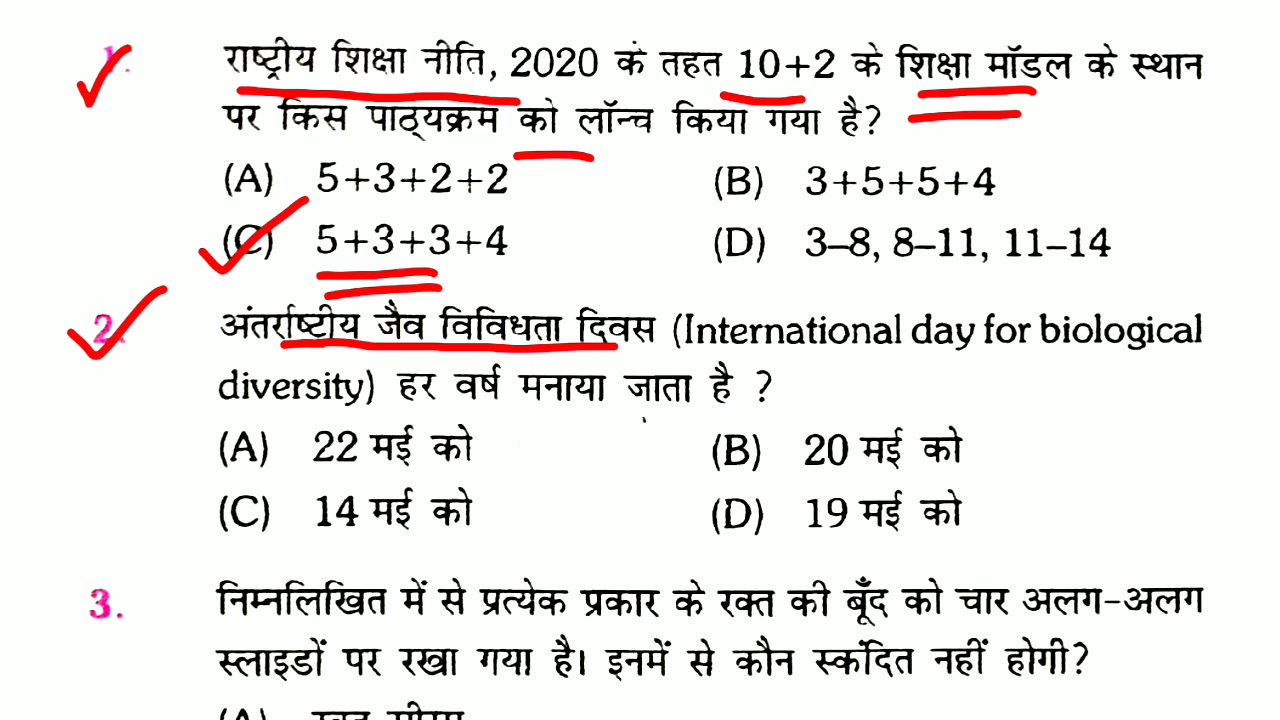 1. राष्ट्रीय शिक्षा नीति, 2020 के तहत 10+2 के शिक्षा मॉडल के स्थान
पर किस पाठ्यक्रम को लॉन्च किया गया है?
(A) 5+3+2+2 (B) 3+5+5+4
(C) 5+3+3+4 (D) 3–8, 8–11, 11–14
2. अंतर्राष्टीय जैव विविधता दिवस (International day for biological
diversity) हर वर्ष मनाया जाता है ?
(A) 22 मई को (B) 20 मई को
(C) 14 मई को (D) 19 मई को
3. निम्नलिखित में से प्रत्येक प्रकार के रक्त की बूँद को चार अलग-अलग
स्लाइडों पर रखा गया है। इनमें से कौन स्कंदित नहीं होगी?
(A)